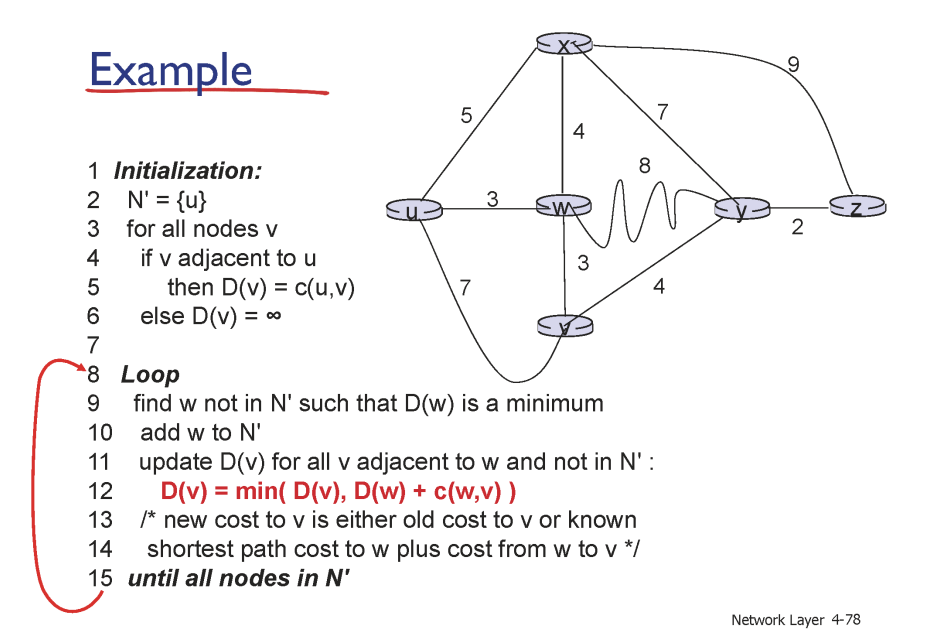 Example
1 Initialization:
2 N' = {u}
3 for all nodes v
4 if v adjacent to u
5 then D(v) = c(u,v)
6 else D(v) = ∞
7
8 Loop
9 find w not in N' such that D(w) is a minimum
10 add w to N'
11 update D(v) for all v adjacent to w and not in N' :
12 D(v) = min( D(v), D(w) + c(w,v) )
13 /* new cost to v is either old cost to v or known
14 shortest path cost to w plus cost from w to v */
15 until all nodes in N'
x
9
5
4
7
8
u
3
w
y
z
2
3
7
4
v
Network Layer 4-78